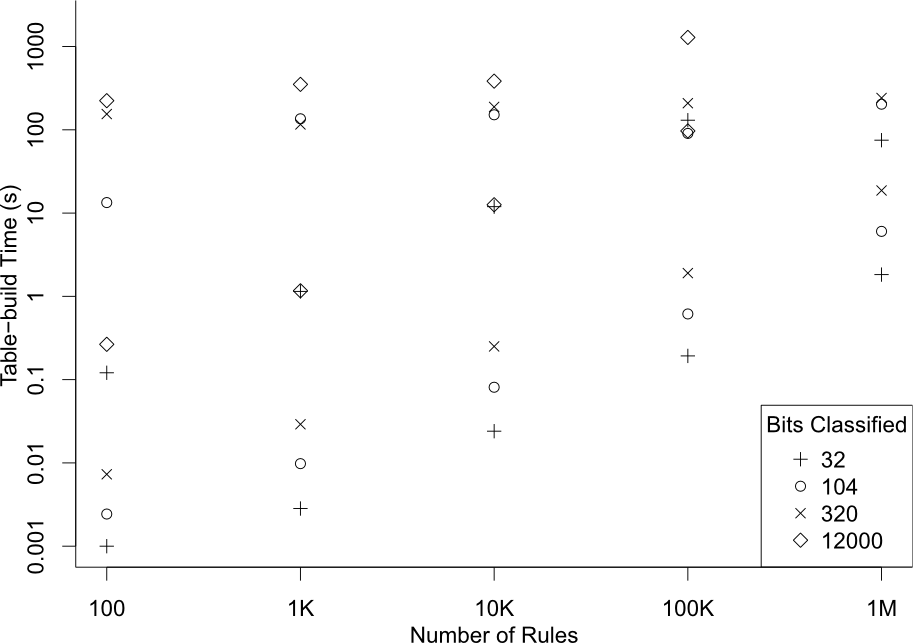 Table−build Time (s)
1000
100
10
1
0.1
0.01
0.001
Bits Classified
32
104
320
12000
100 1K 10K 100K 1M
Number of Rules